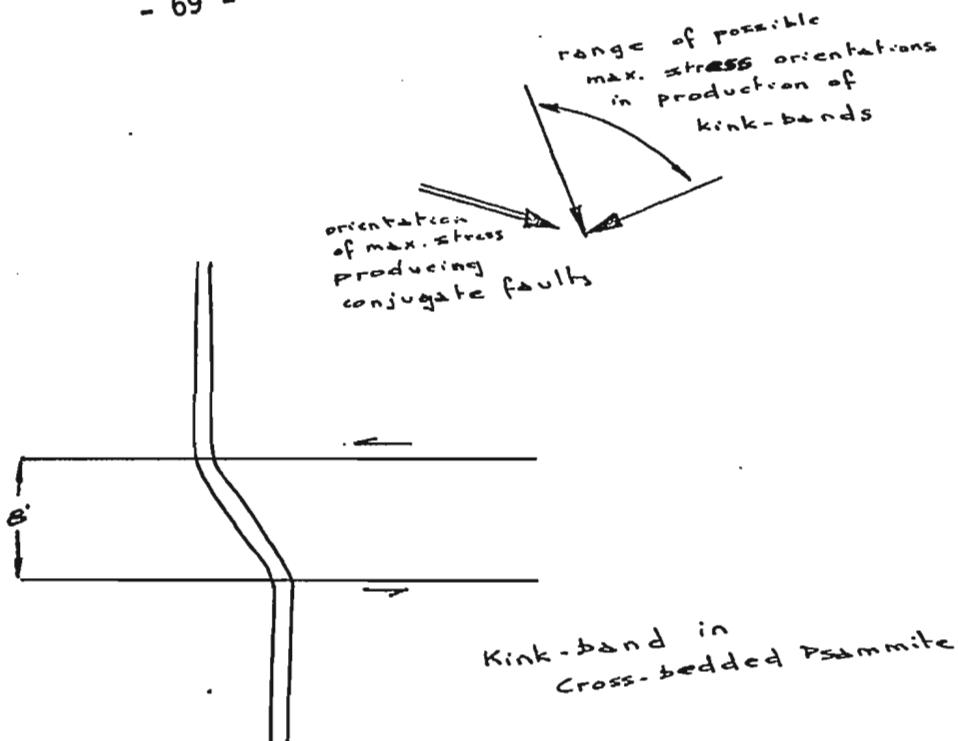 - 69 -
range of possible
max. stress orientations
in production of
kink-bands
orientation
of max. stress
producing
conjugate faults
8'
Kink-band in
Cross-bedded Psammite